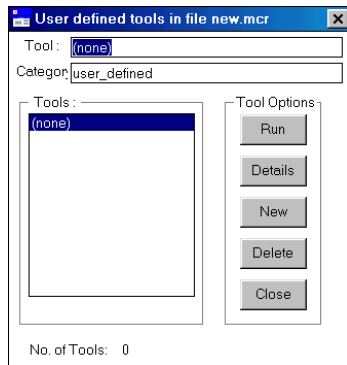 User defined tools in file new.mcr
Tool : (none)
Categor: user_defined
Tools :
(none)
Tool Options
Run
Details
New
Delete
Close
No. of Tools: 0